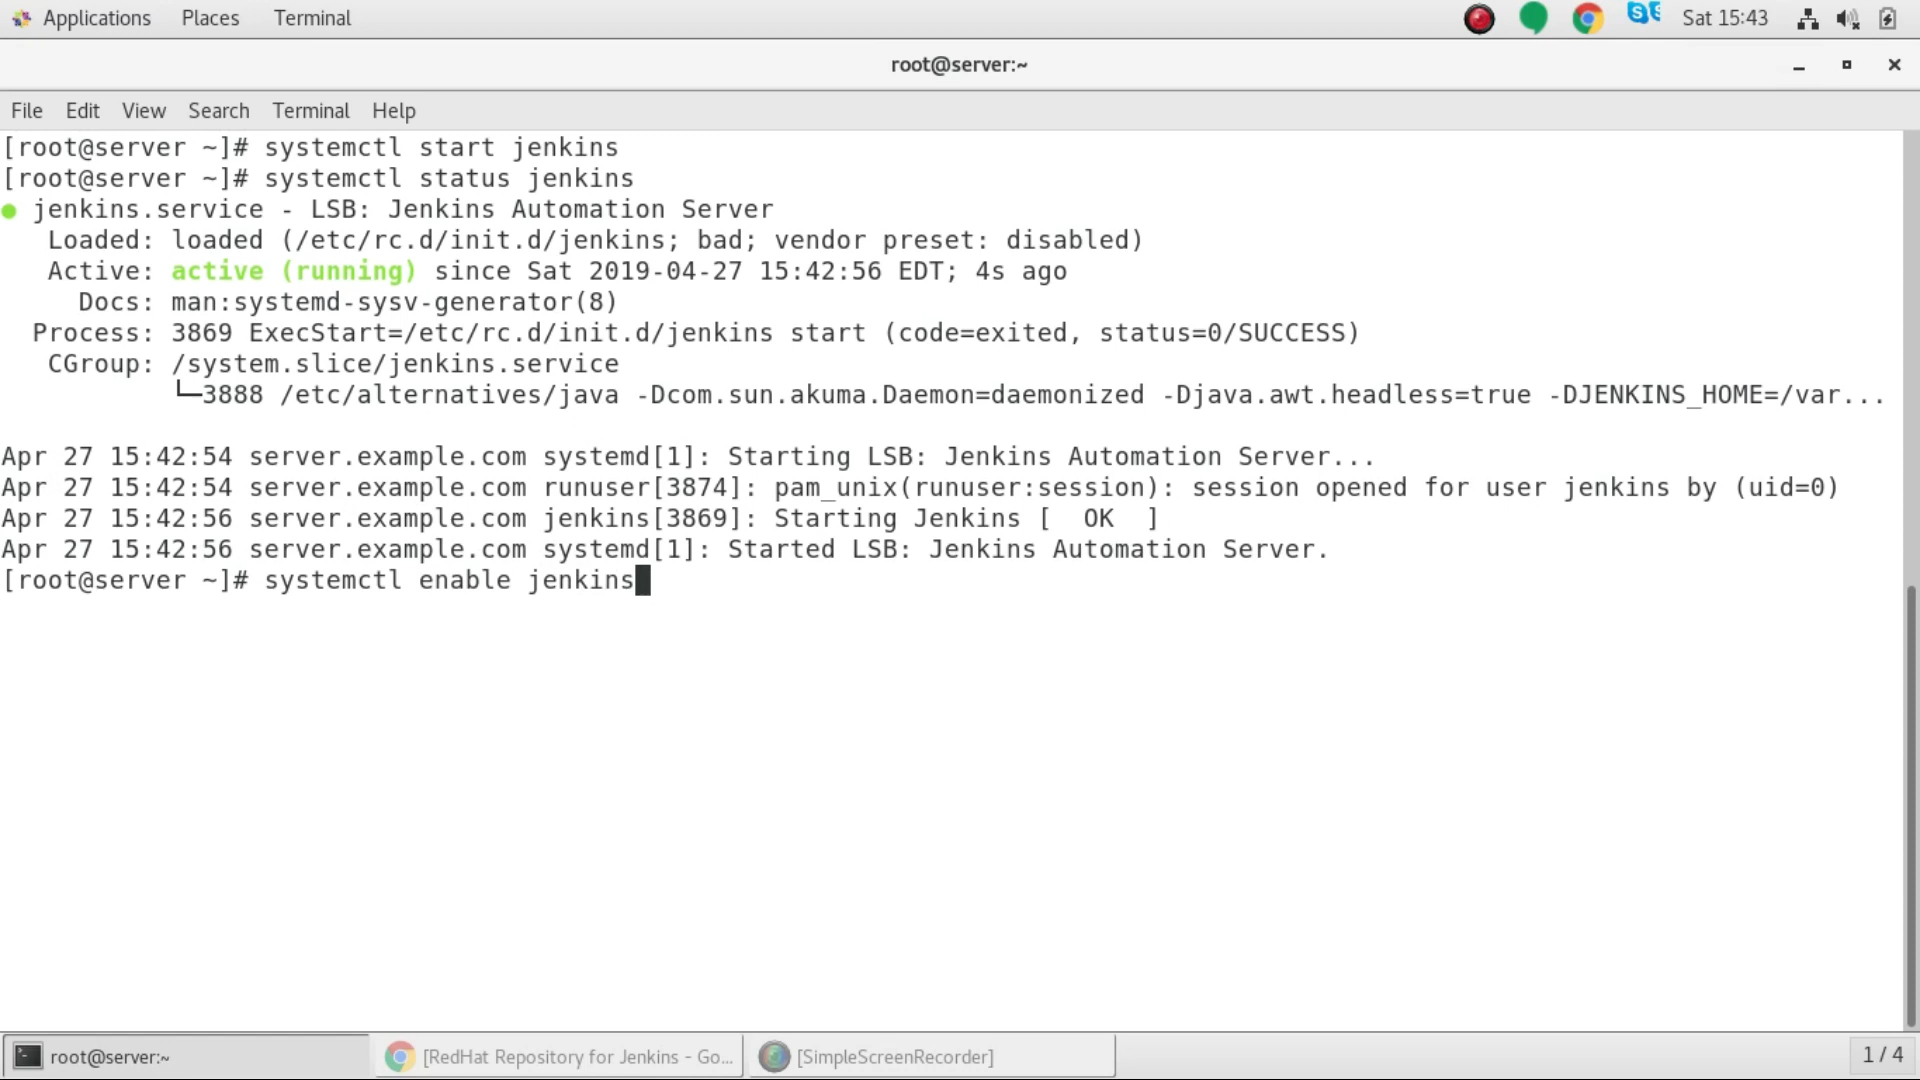 Applications Places Terminal Sat 15:43
root@server:~
File Edit View Search Terminal Help
[root@server ~]# systemctl start jenkins
[root@server ~]# systemctl status jenkins
● jenkins.service - LSB: Jenkins Automation Server
   Loaded: loaded (/etc/rc.d/init.d/jenkins; bad; vendor preset: disabled)
   Active: active (running) since Sat 2019-04-27 15:42:56 EDT; 4s ago
     Docs: man:systemd-sysv-generator(8)
  Process: 3869 ExecStart=/etc/rc.d/init.d/jenkins start (code=exited, status=0/SUCCESS)
   CGroup: /system.slice/jenkins.service
           └─3888 /etc/alternatives/java -Dcom.sun.akuma.Daemon=daemonized -Djava.awt.headless=true -DJENKINS_HOME=/var...
Apr 27 15:42:54 server.example.com systemd[1]: Starting LSB: Jenkins Automation Server...
Apr 27 15:42:54 server.example.com runuser[3874]: pam_unix(runuser:session): session opened for user jenkins by (uid=0)
Apr 27 15:42:56 server.example.com jenkins[3869]: Starting Jenkins [  OK  ]
Apr 27 15:42:56 server.example.com systemd[1]: Started LSB: Jenkins Automation Server.
[root@server ~]# systemctl enable jenkins
root@server:~ [RedHat Repository for Jenkins - Go... [SimpleScreenRecorder] 1 / 4